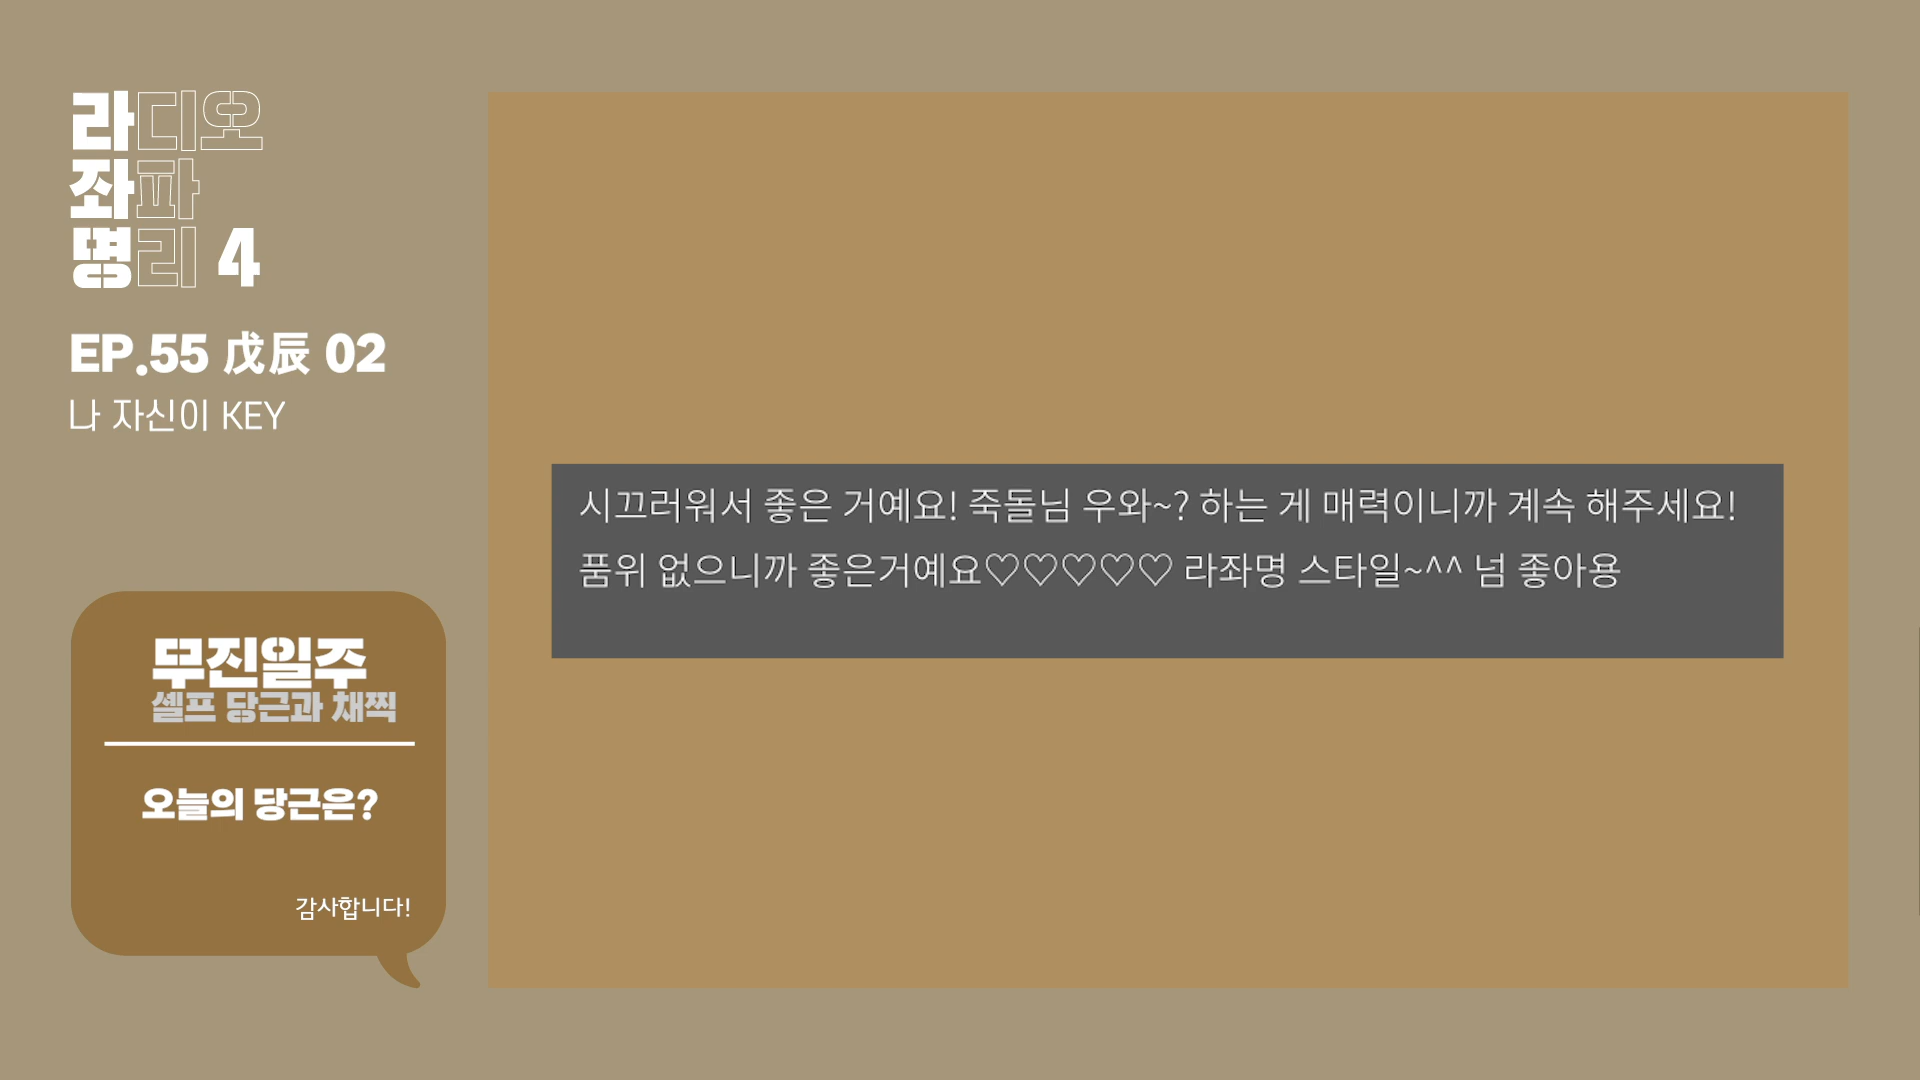 라디오
좌파
명리 4
EP.55 戊辰 02
나 자신이 KEY
시끄러워서 좋은 거예요! 죽돌님 우와~? 하는 게 매력이니까 계속 해주세요!
품위 없으니까 좋은거예요♡♡♡♡♡ 라좌명 스타일~^^ 넘 좋아용
무진일주
셀프 당근과 채찍
오늘의 당근은?
감사합니다!